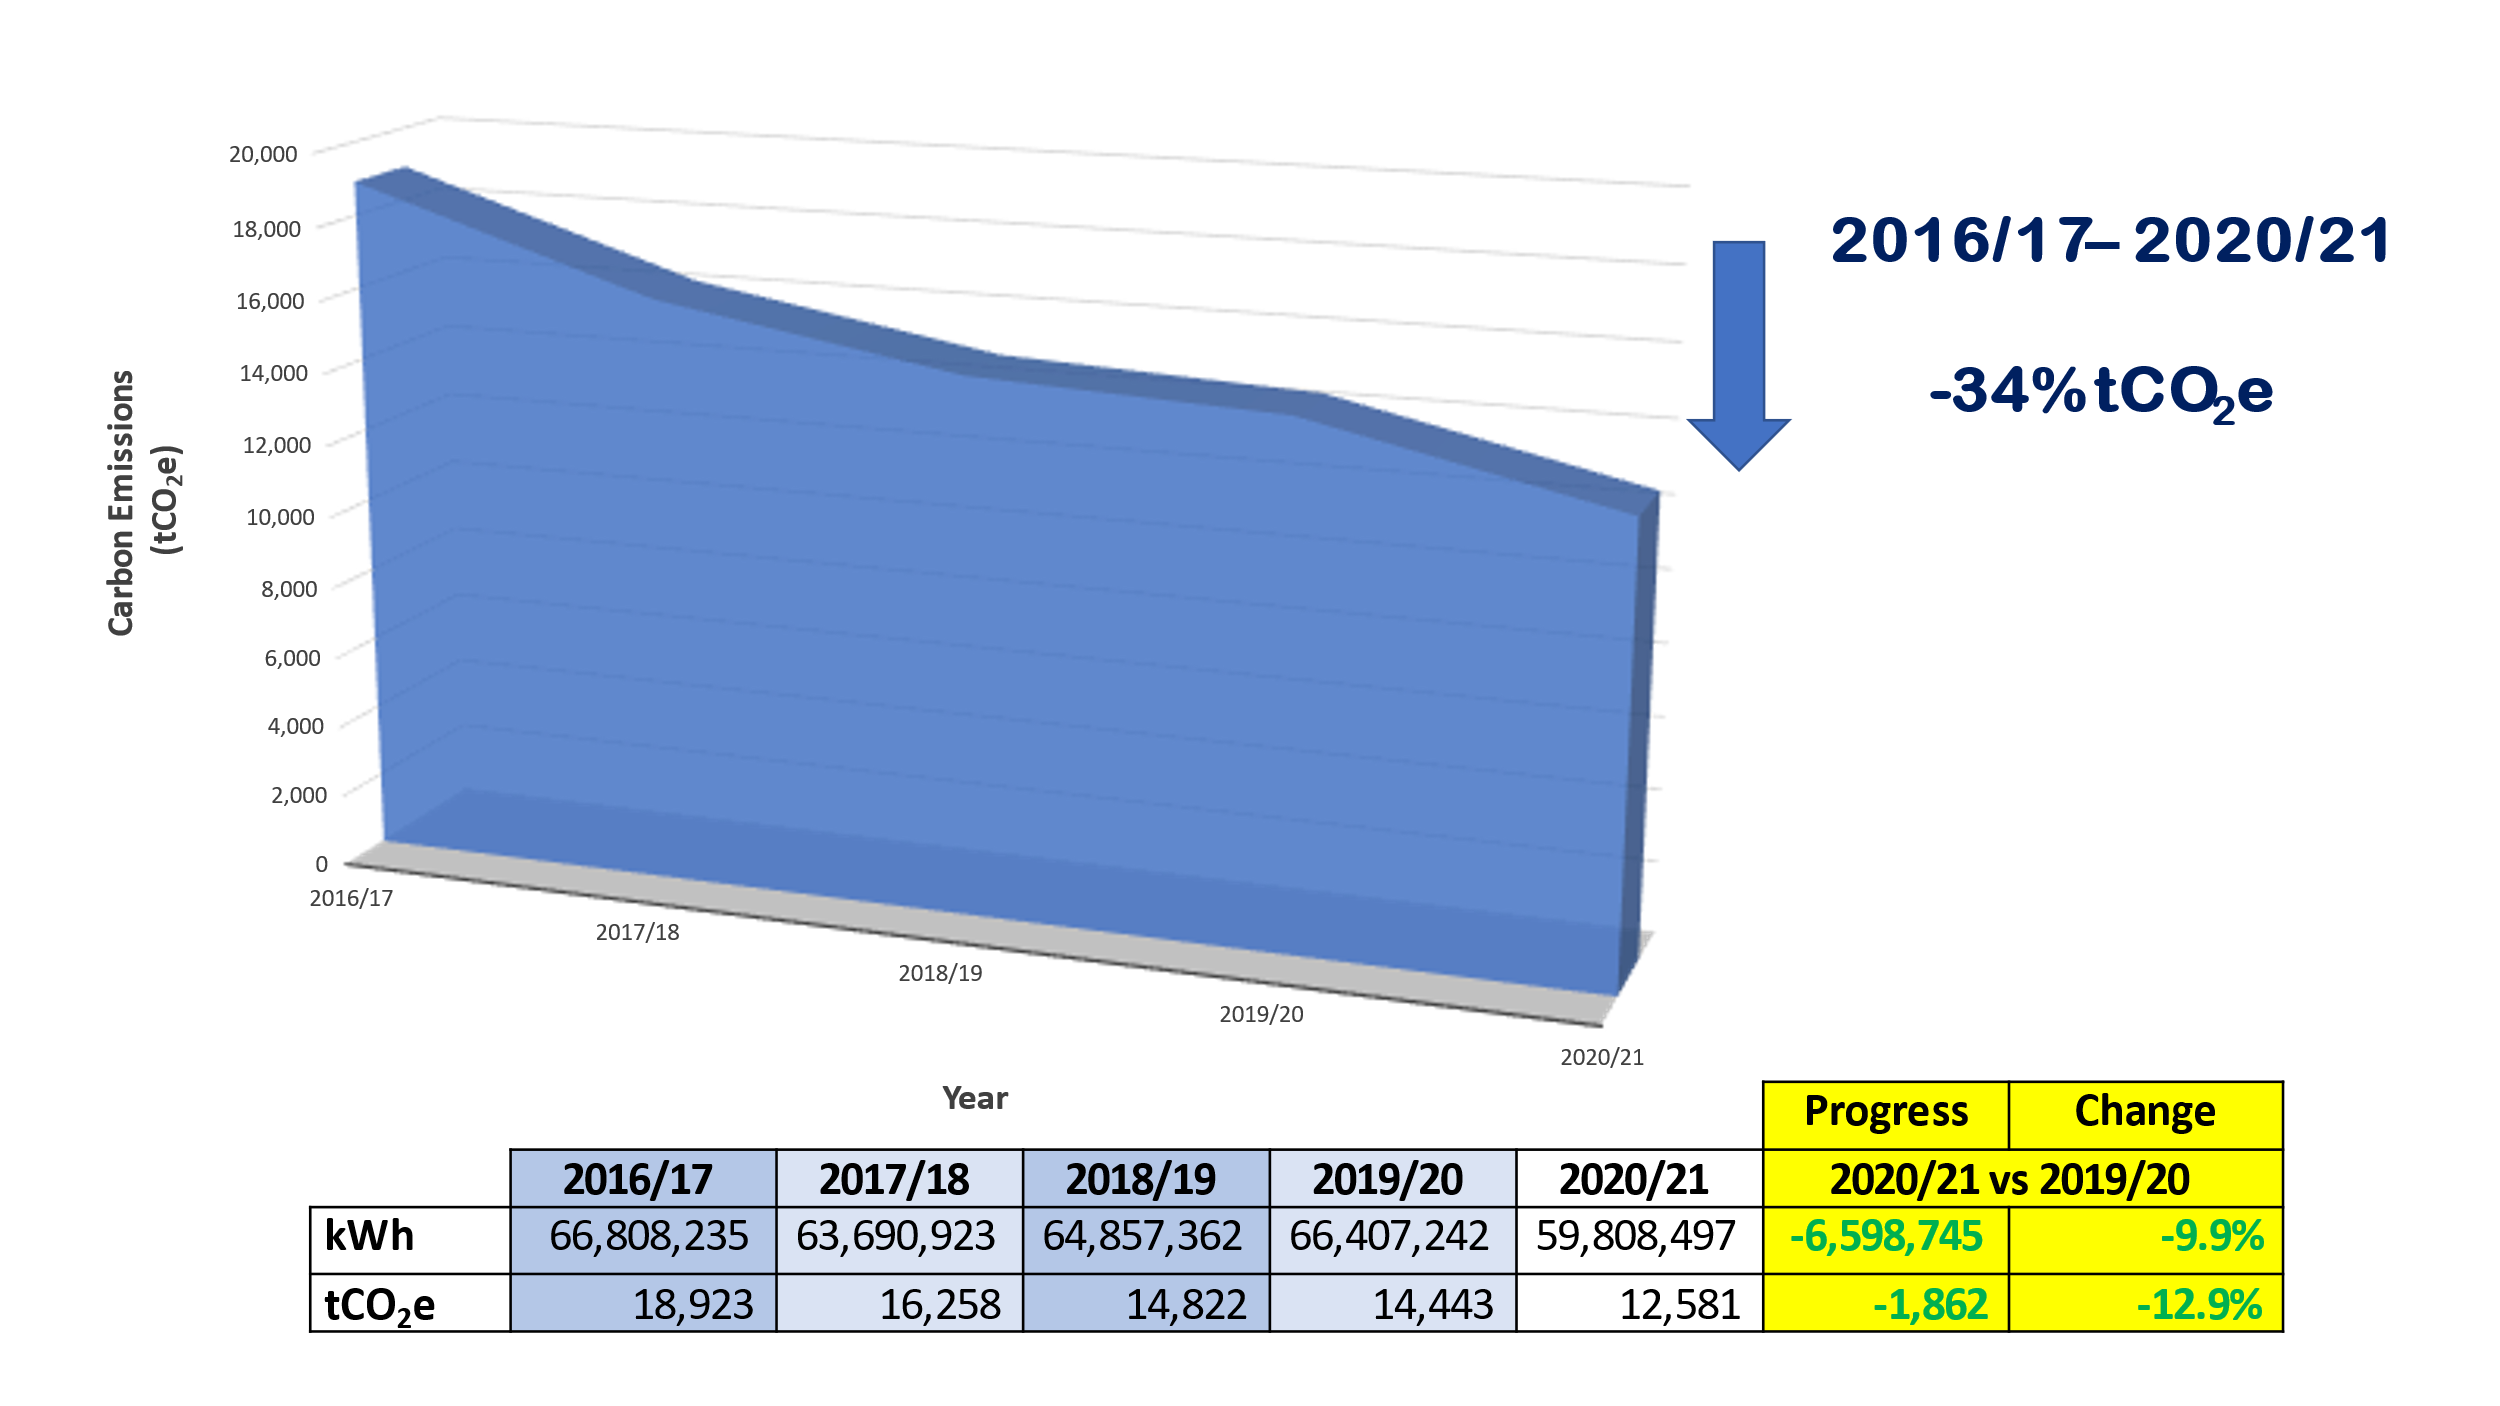 20,000
18,000
16,000
14,000
12,000
10,000
8,000
6,000
4,000
2,000
0
Carbon Emissions
(tCO₂e)
2016/17
2017/18
2018/19
2019/20
2020/21
Year
2016/17– 2020/21
-34% tCO₂e
Progress Change
2016/17 2017/18 2018/19 2019/20 2020/21 2020/21 vs 2019/20
kWh 66,808,235 63,690,923 64,857,362 66,407,242 59,808,497 -6,598,745 -9.9%
tCO₂e 18,923 16,258 14,822 14,443 12,581 -1,862 -12.9%